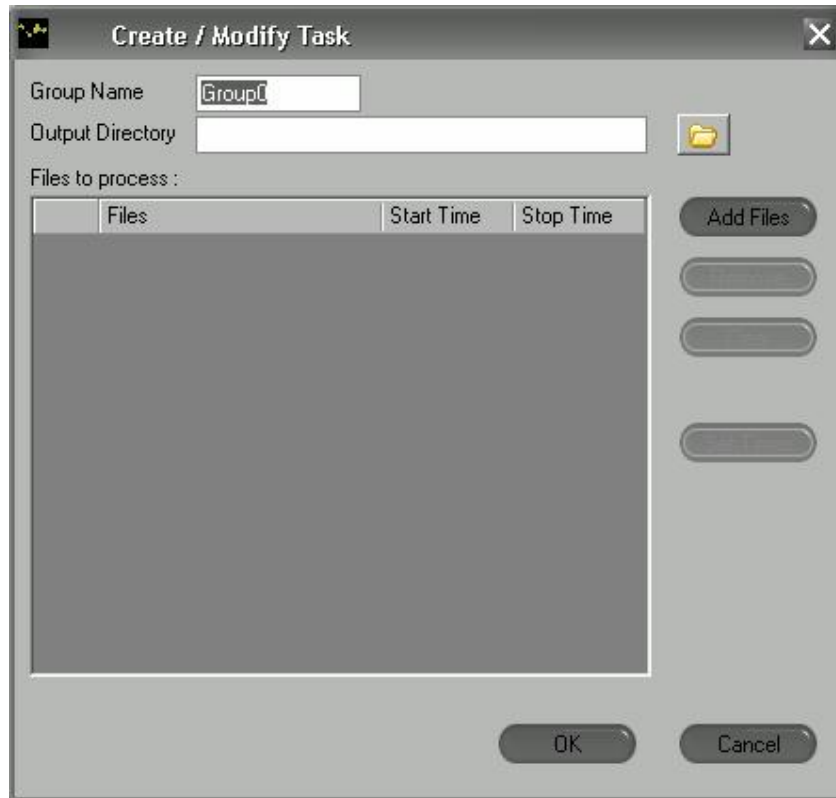 Create / Modify Task
Group Name
Group0
Output Directory
Files to process :
Files Start Time Stop Time
Add Files
OK Cancel